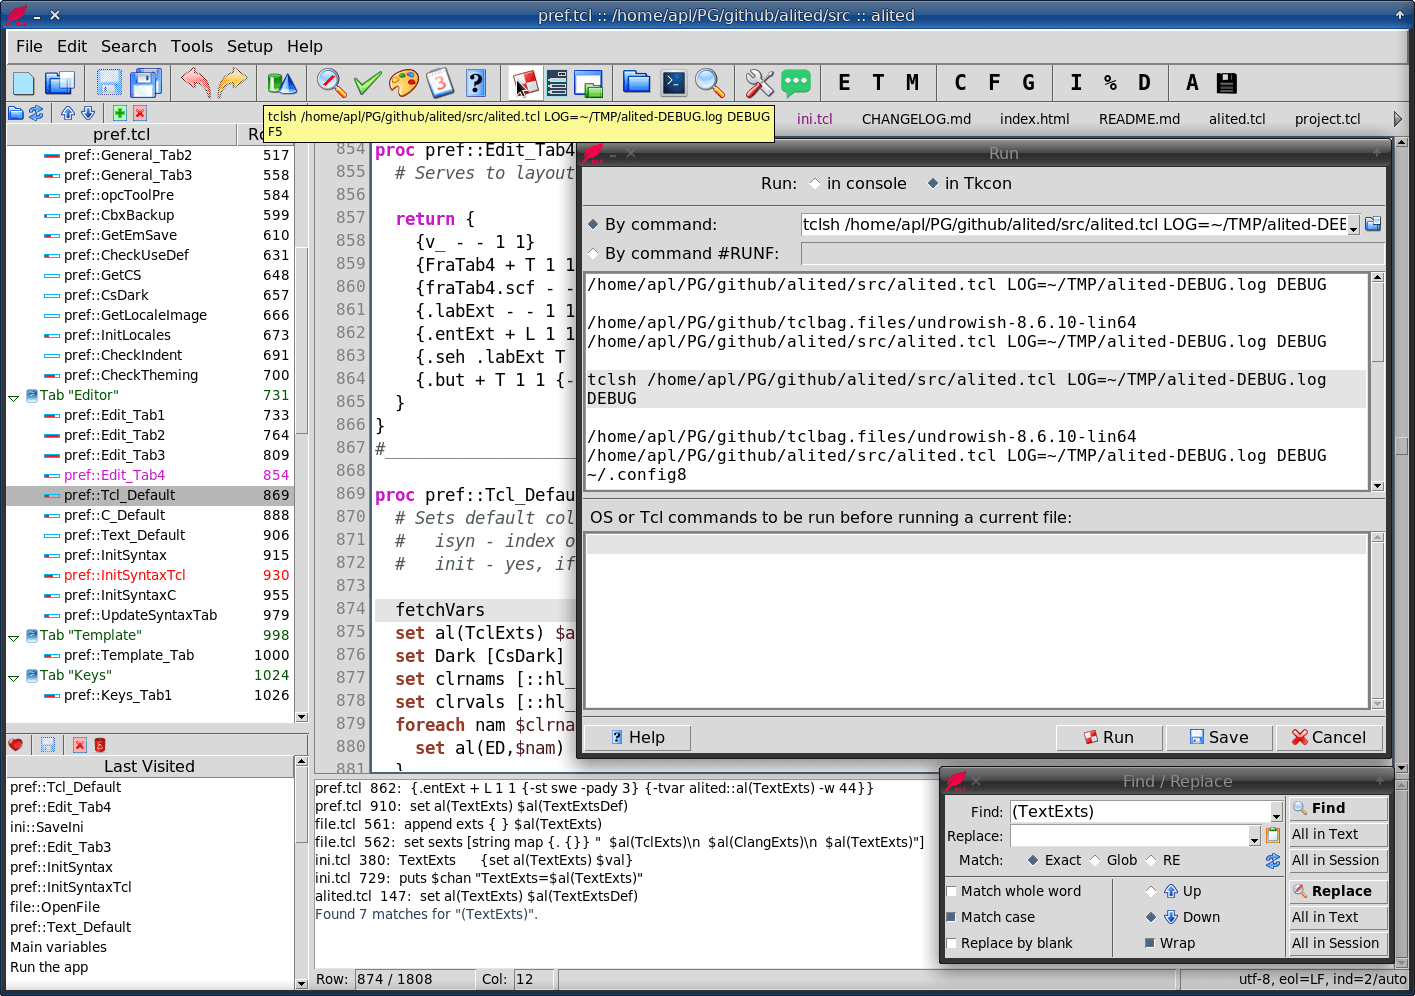 pref.tcl :: /home/apl/PG/github/alited/src :: alited
File Edit Search Tools Setup Help
E T M C F G I % D A
tclsh /home/apl/PG/github/alited/src/alited.tcl LOG=~/TMP/alited-DEBUG.log DEBUG
F5
ini.tcl CHANGELOG.md index.html README.md alited.tcl project.tcl
pref.tcl
pref::General_Tab2 517
pref::General_Tab3 558
pref::opcToolPre 584
pref::CbxBackup 599
pref::GetEmSave 610
pref::CheckUseDef 631
pref::GetCS 648
pref::CsDark 657
pref::GetLocaleImage 666
pref::InitLocales 673
pref::CheckIndent 691
pref::CheckTheming 700
Tab "Editor" 731
pref::Edit_Tab1 733
pref::Edit_Tab2 764
pref::Edit_Tab3 809
pref::Edit_Tab4 854
pref::Tcl_Default 869
pref::C_Default 888
pref::Text_Default 906
pref::InitSyntax 915
pref::InitSyntaxTcl 930
pref::InitSyntaxC 955
pref::UpdateSyntaxTab 979
Tab "Template" 998
pref::Template_Tab 1000
Tab "Keys" 1024
pref::Keys_Tab1 1026
Last Visited
pref::Tcl_Default
pref::Edit_Tab4
ini::SaveIni
pref::Edit_Tab3
pref::InitSyntax
pref::InitSyntaxTcl
file::OpenFile
pref::Text_Default
Main variables
Run the app
854 proc pref::Edit_Tab4
855 # Serves to layout
856
857 return {
858 {v_ - - 1 1}
859 {FraTab4 + T 1 1
860 {fraTab4.scf - -
861 {.labExt - - 1 1
862 {.entExt + L 1 1
863 {.seh .labExt T
864 {.but + T 1 1 {-
865 }
866 }
867 #
868
869 proc pref::Tcl_Defau
870 # Sets default col
871 # isyn - index o
872 # init - yes, if
873
874 fetchVars
875 set al(TclExts) $a
876 set Dark [CsDark]
877 set clrnams [::hl_
878 set clrvals [::hl_
879 foreach nam $clrna
880 set al(ED,$nam)
881 }
Run
Run: in console in Tkcon
By command: tclsh /home/apl/PG/github/alited/src/alited.tcl LOG=~/TMP/alited-DEE
By command #RUNF:
/home/apl/PG/github/alited/src/alited.tcl LOG=~/TMP/alited-DEBUG.log DEBUG
/home/apl/PG/github/tclbag.files/undrowish-8.6.10-lin64
/home/apl/PG/github/alited/src/alited.tcl LOG=~/TMP/alited-DEBUG.log DEBUG
tclsh /home/apl/PG/github/alited/src/alited.tcl LOG=~/TMP/alited-DEBUG.log
DEBUG
/home/apl/PG/github/tclbag.files/undrowish-8.6.10-lin64
/home/apl/PG/github/alited/src/alited.tcl LOG=~/TMP/alited-DEBUG.log DEBUG
~/.config8
OS or Tcl commands to be run before running a current file:
Help Run Save Cancel
pref.tcl 862: {.entExt + L 1 1 {-st swe -pady 3} {-tvar alited::al(TextExts) -w 44}}
pref.tcl 910: set al(TextExts) $al(TextExtsDef)
file.tcl 561: append exts { } $al(TextExts)
file.tcl 562: set sexts [string map {. {}} " $al(TclExts)\n $al(ClangExts)\n $al(TextExts)"]
ini.tcl 380: TextExts {set al(TextExts) $val}
ini.tcl 729: puts $chan "TextExts=$al(TextExts)"
alited.tcl 147: set al(TextExts) $al(TextExtsDef)
Found 7 matches for "(TextExts)".
Find / Replace
Find: (TextExts) Find
Replace: All in Text
Match: Exact Glob RE All in Session
Match whole word Up Replace
Match case Down All in Text
Replace by blank Wrap All in Session
Row: 874 / 1808 Col: 12 utf-8, eol=LF, ind=2/auto